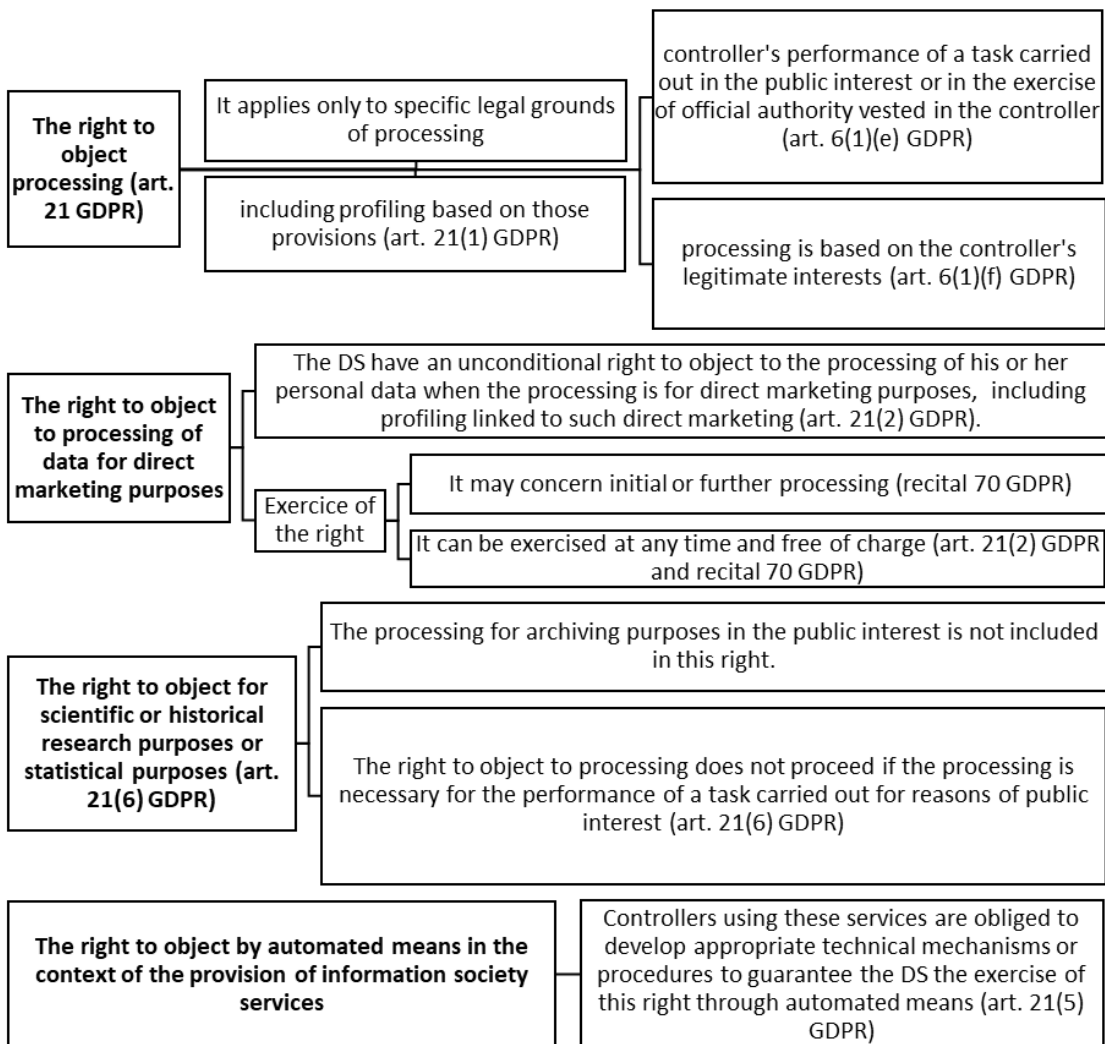 The right to
object
processing (art.
21 GDPR)
It applies only to specific legal grounds
of processing
including profiling based on those
provisions (art. 21(1) GDPR)
controller's performance of a task carried
out in the public interest or in the exercise
of official authority vested in the controller
(art. 6(1)(e) GDPR)
processing is based on the controller's
legitimate interests (art. 6(1)(f) GDPR)
The right to object
to processing of
data for direct
marketing purposes
The DS have an unconditional right to object to the processing of his or her
personal data when the processing is for direct marketing purposes, including
profiling linked to such direct marketing (art. 21(2) GDPR).
Exercice of
the right
It may concern initial or further processing (recital 70 GDPR)
It can be exercised at any time and free of charge (art. 21(2) GDPR
and recital 70 GDPR)
The right to object for
scientific or historical
research purposes or
statistical purposes (art.
21(6) GDPR)
The processing for archiving purposes in the public interest is not included
in this right.
The right to object to processing does not proceed if the processing is
necessary for the performance of a task carried out for reasons of public
interest (art. 21(6) GDPR)
The right to object by automated means in the
context of the provision of information society
services
Controllers using these services are obliged to
develop appropriate technical mechanisms or
procedures to guarantee the DS the exercise of
this right through automated means (art. 21(5)
GDPR)